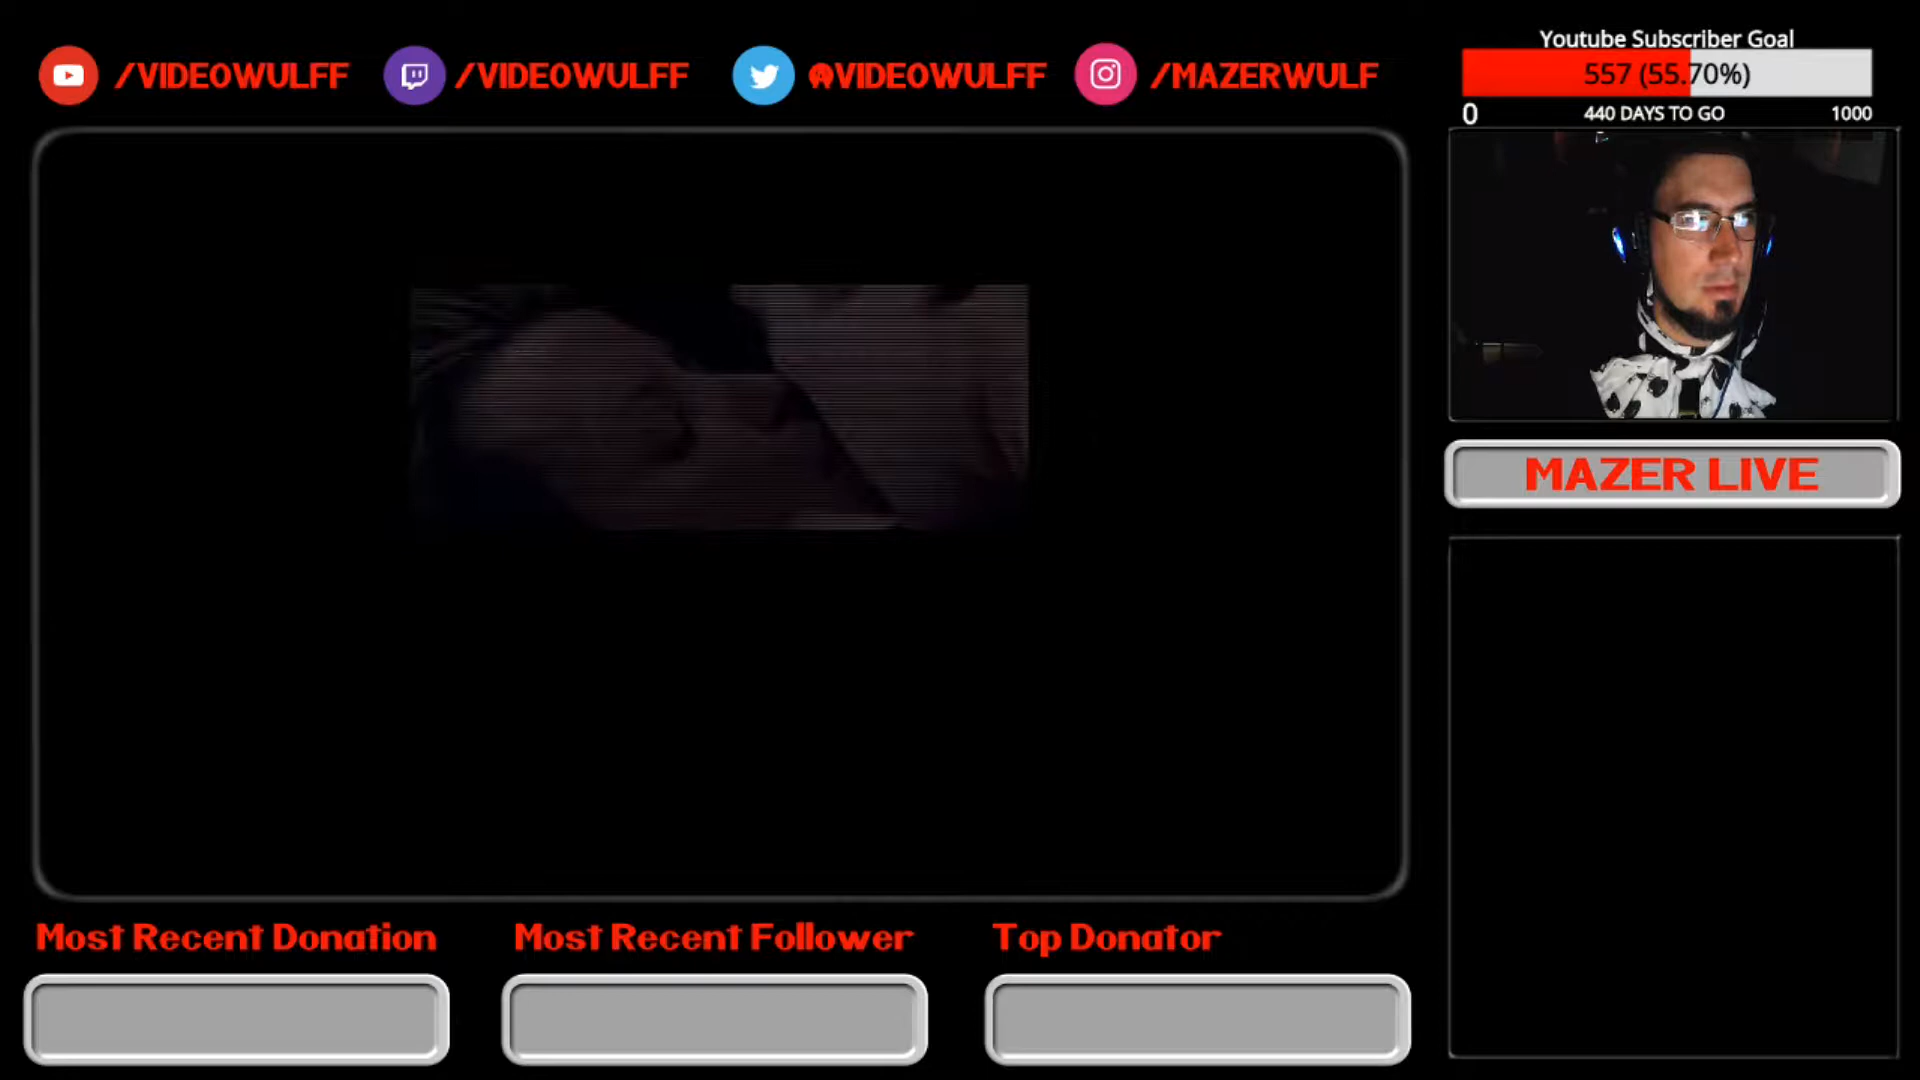 /VIDEOWULFF /VIDEOWULFF @VIDEOWULFF /MAZERWULF
Youtube Subscriber Goal
557 (55.70%)
0 440 DAYS TO GO 1000
MAZER LIVE
Most Recent Donation Most Recent Follower Top Donator